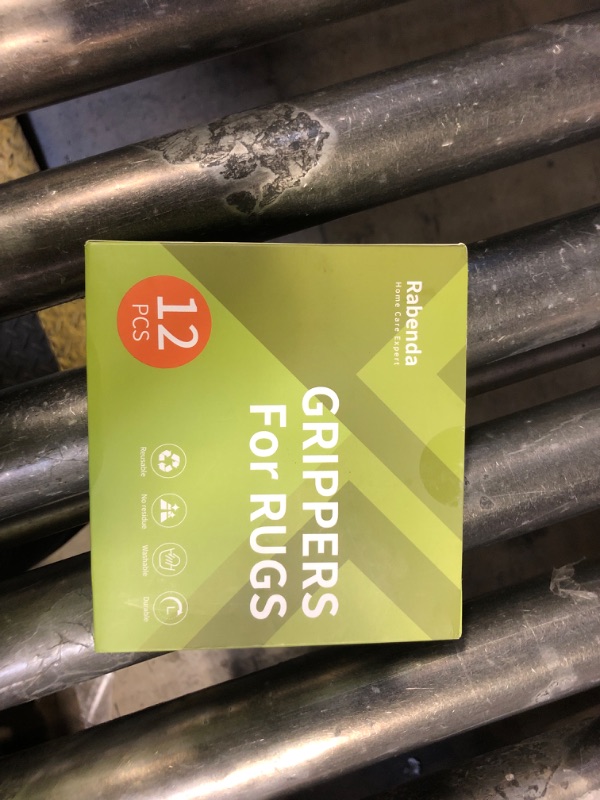 Rabenda
Home Care Expert
GRIPPERS
For RUGS
12
PCS
Reusable
No residue
Washable
Durable